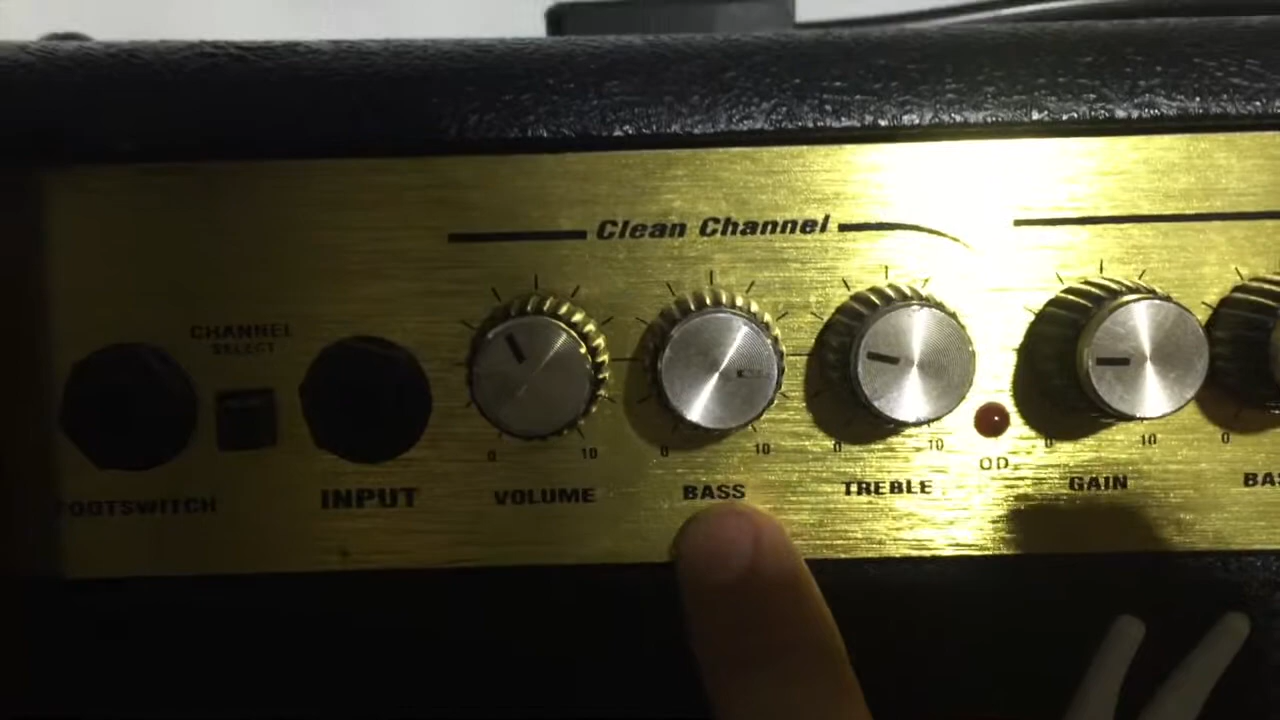 Clean Channel
CHANNEL
SELECT
0 10 0 10 0 10 0 10 0
OOTSWITCH INPUT VOLUME BASS TREBLE OD GAIN BAS